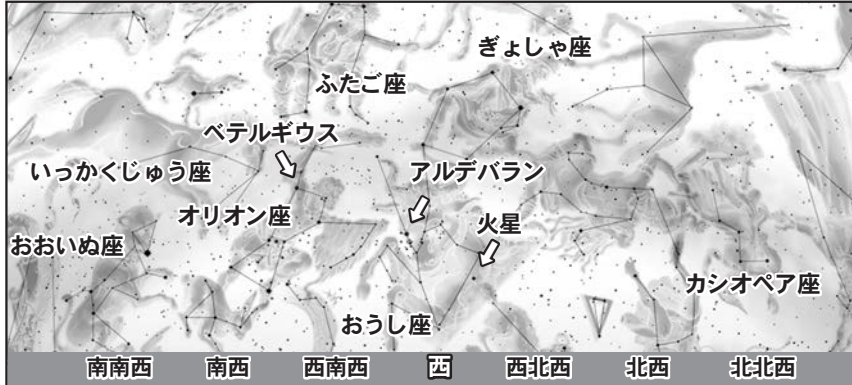 ぎょしゃ座
ふたご座
ベテルギウス
いっかくじゅう座
アルデバラン
オリオン座
火星
おおいぬ座
カシオペア座
おうし座
南南西 南西 西南西 西 西北西 北西 北北西